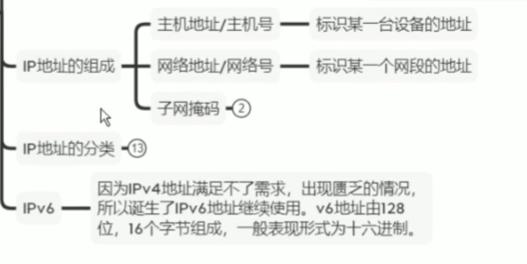 主机地址/主机号
标识某一台设备的地址
IP地址的组成
网络地址/网络号
标识某一个网段的地址
子网掩码
2
IP地址的分类
13
IPv6
因为IPv4地址满足不了需求，出现匮乏的情况，
所以诞生了IPv6地址继续使用。v6地址由128
位，16个字节组成，一般表现形式为十六进制。